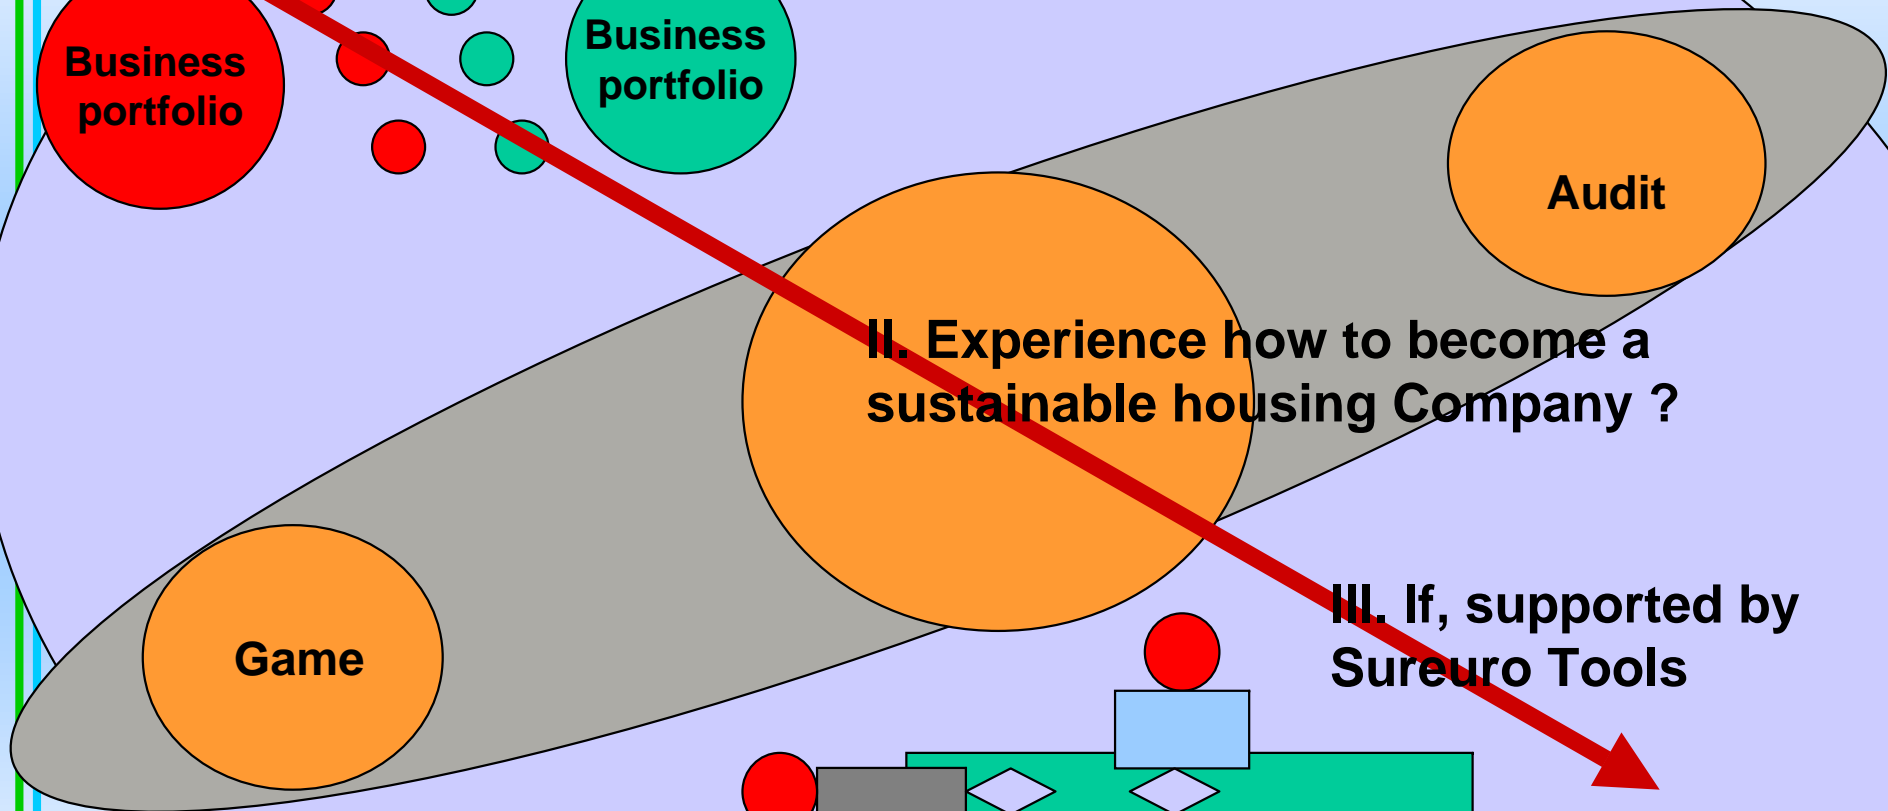 Business
portfolio
Business
portfolio
Audit
II. Experience how to become a
sustainable housing Company ?
III. If, supported by
Sureuro Tools
Game